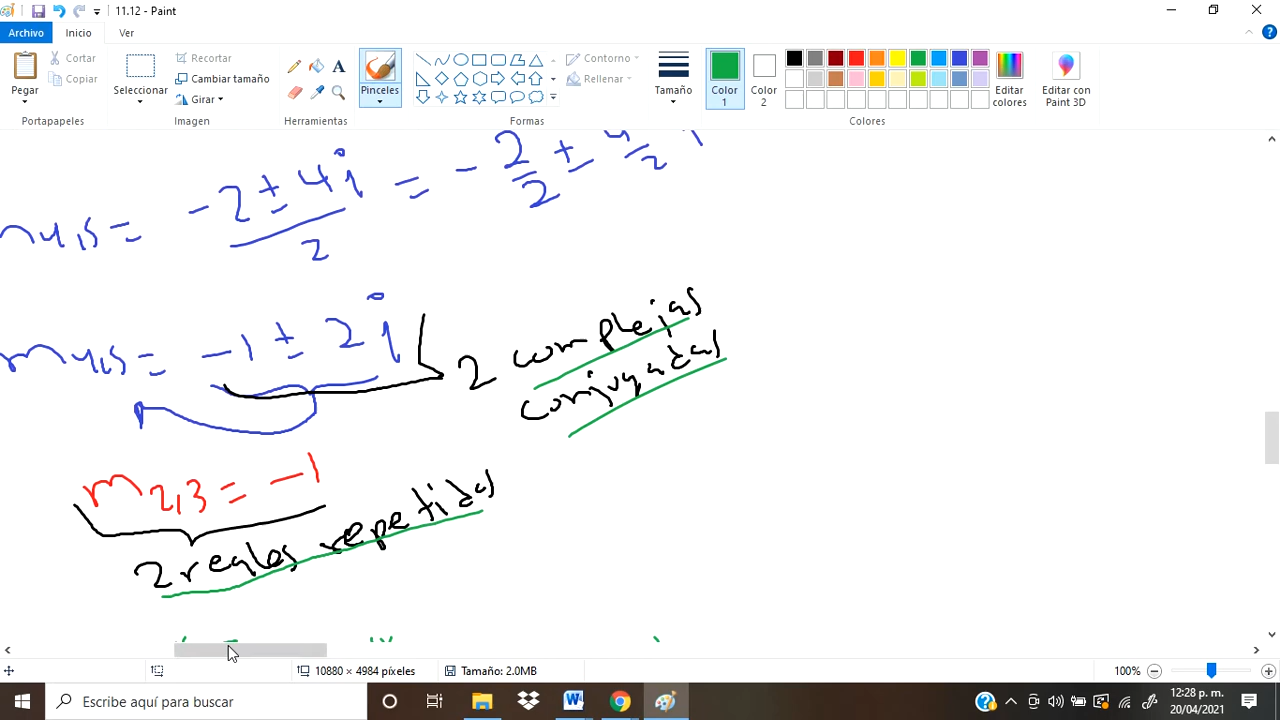 11.12 - Paint
Archivo Inicio Ver
Pegar
Cortar
Copiar
Portapapeles
Seleccionar
Recortar
Cambiar tamaño
Girar
Imagen
A
Herramientas
Formas
Contorno
Rellenar
Tamaño
Color 1
Color 2
Colores
Editar colores
Editar con Paint 3D
Pinceles
m4,5 = -2 ± 4i / 2 = - 2/2 ± 4/2 i
m4,5 = -1 ± 2i
2 complejas
conjugadas
m2,3 = -1
2 reales repetidas
10880 × 4984 píxeles
Tamaño: 2.0MB
100%
Escribe aquí para buscar
12:28 p. m.
20/04/2021